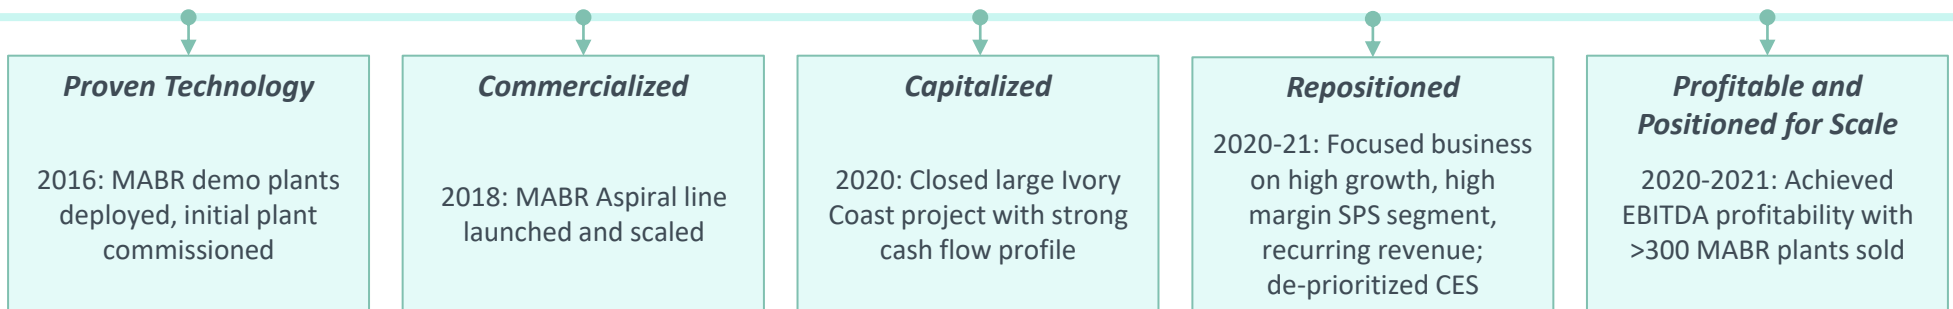 Proven Technology
2016: MABR demo plants
deployed, initial plant
commissioned
Commercialized
2018: MABR Aspiral line
launched and scaled
Capitalized
2020: Closed large Ivory
Coast project with strong
cash flow profile
Repositioned
2020-21: Focused business
on high growth, high
margin SPS segment,
recurring revenue;
de-prioritized CES
Profitable and
Positioned for Scale
2020-2021: Achieved
EBITDA profitability with
>300 MABR plants sold